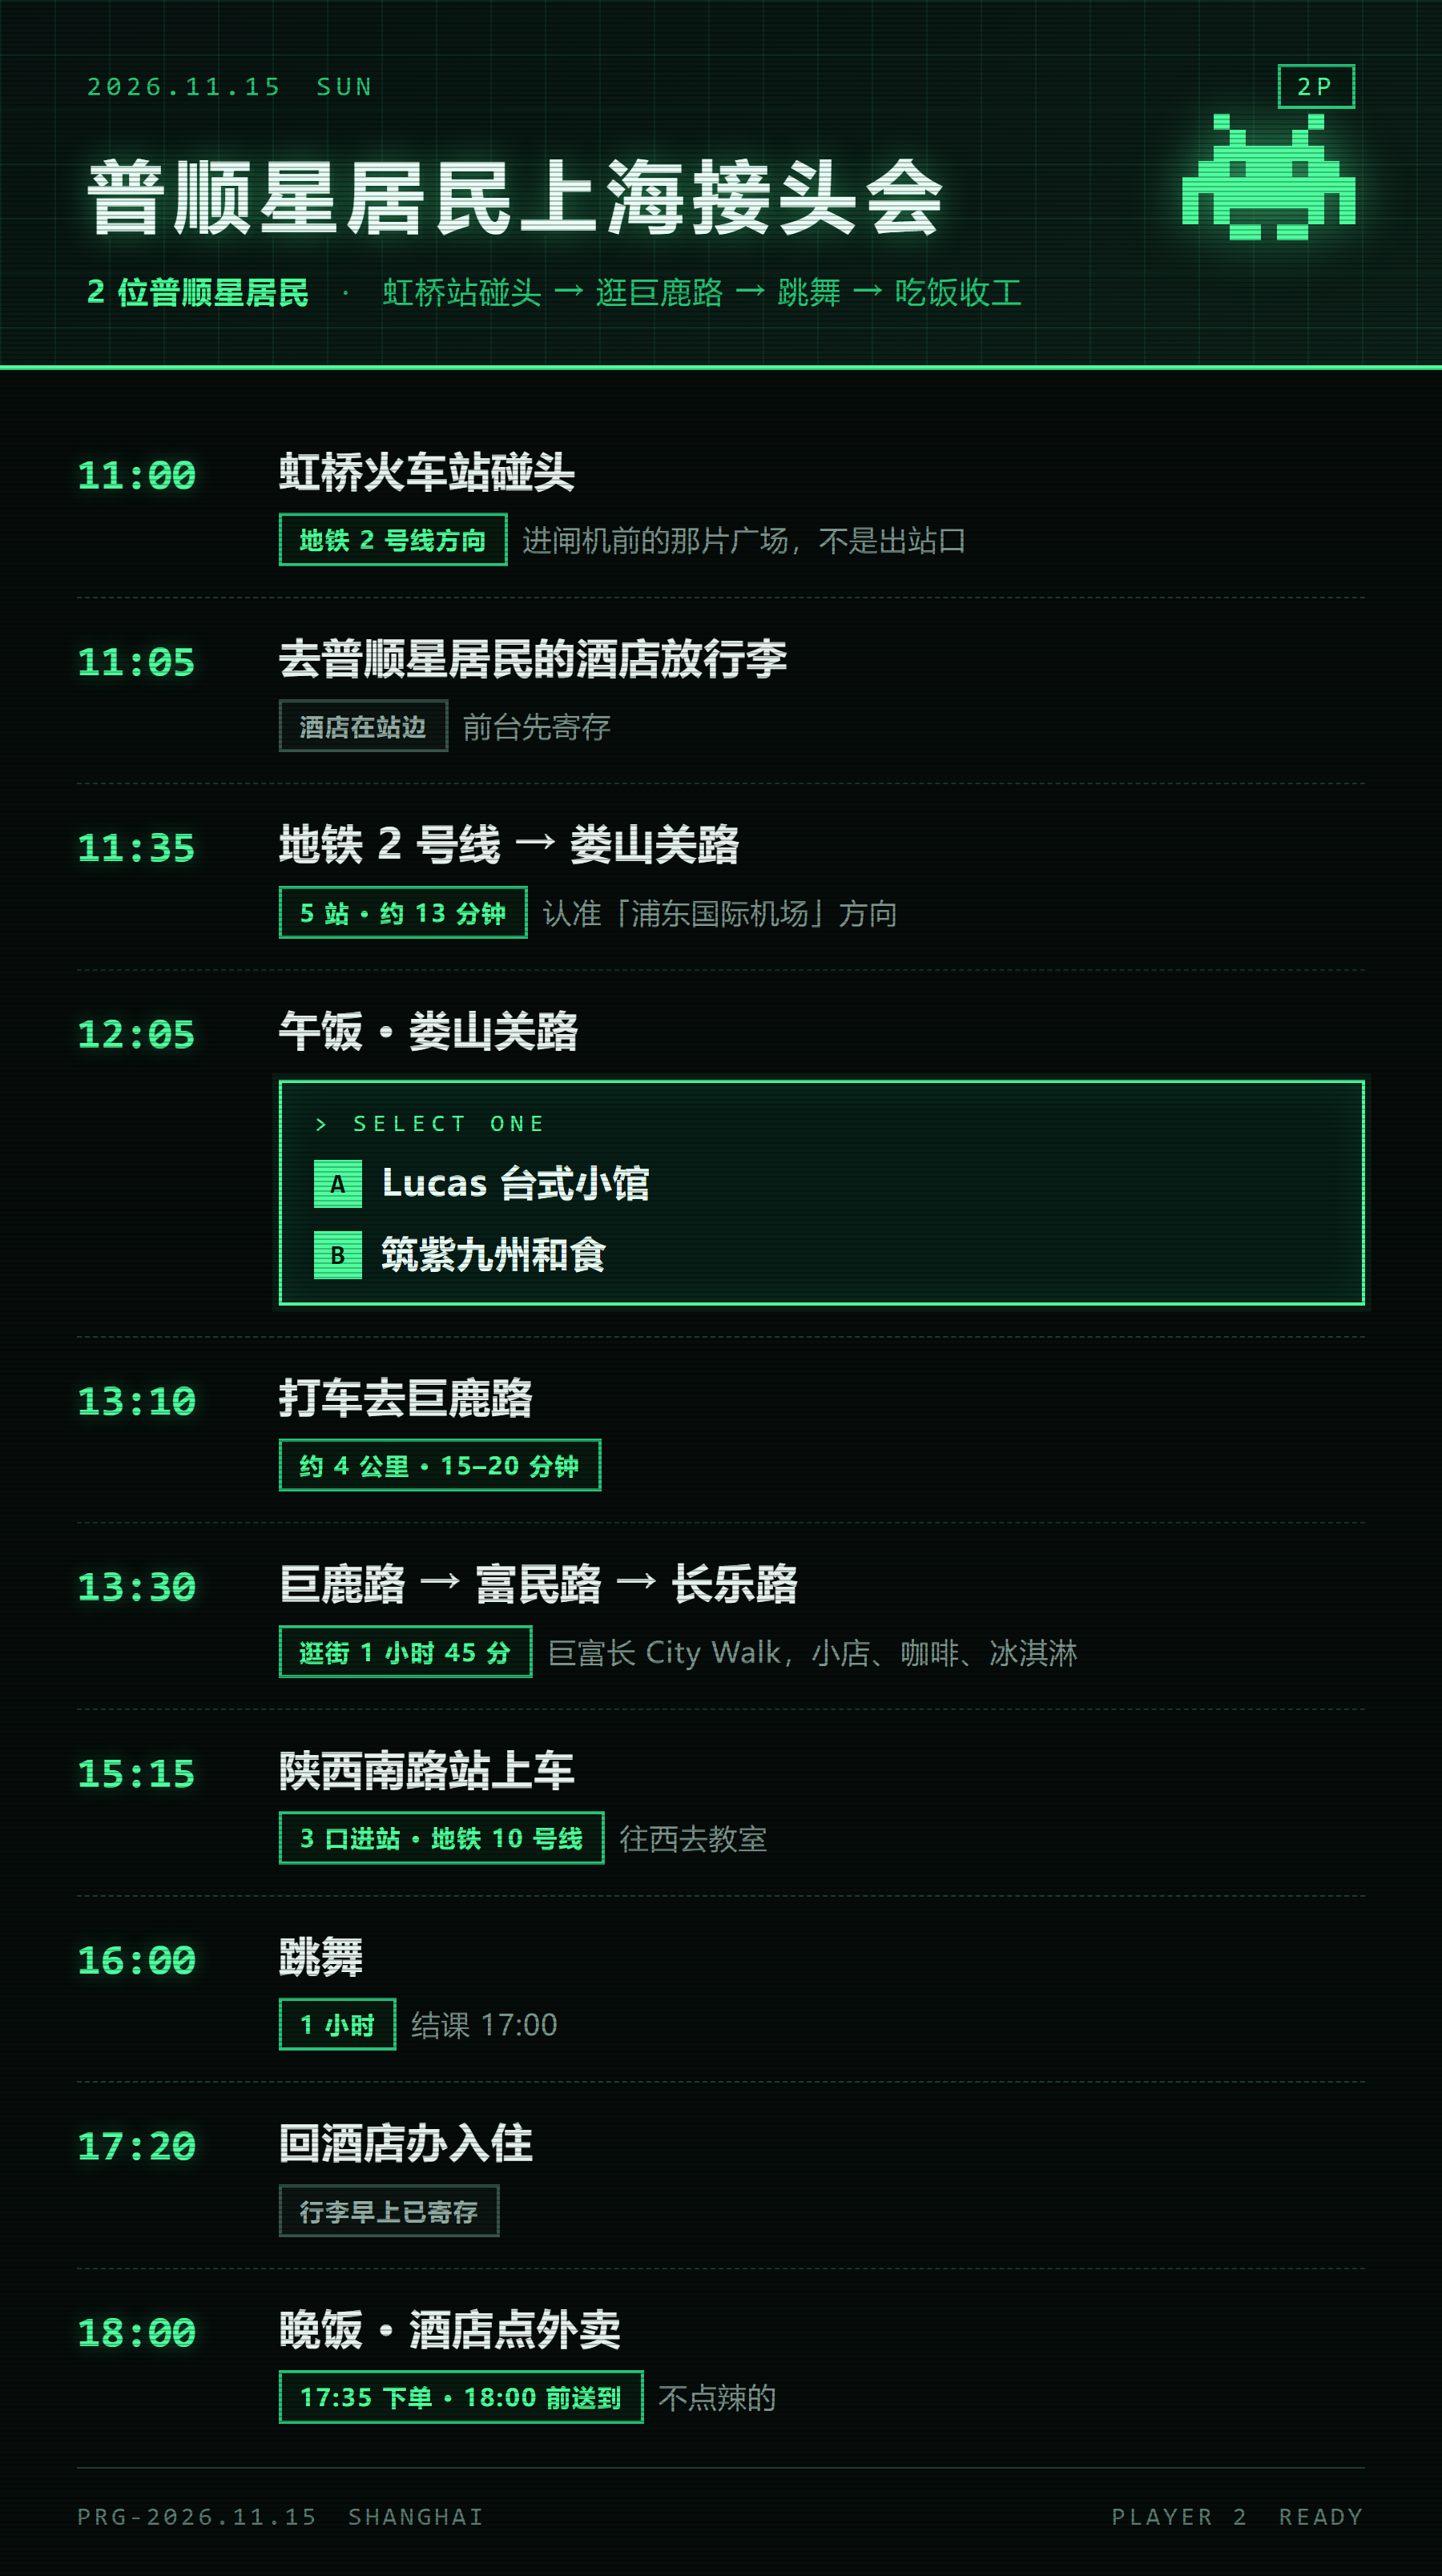 2026.11.15 SUN
2P
普顺星居民上海接头会
2 位普顺星居民 · 虹桥站碰头 → 逛巨鹿路 → 跳舞 → 吃饭收工
11:00 虹桥火车站碰头
地铁 2 号线方向 进闸机前的那片广场，不是出站口
11:05 去普顺星居民的酒店放行李
酒店在站边 前台先寄存
11:35 地铁 2 号线 → 娄山关路
5 站 · 约 13 分钟 认准「浦东国际机场」方向
12:05 午饭 · 娄山关路
> SELECT ONE
A Lucas 台式小馆
B 筑紫九州和食
13:10 打车去巨鹿路
约 4 公里 · 15–20 分钟
13:30 巨鹿路 → 富民路 → 长乐路
逛街 1 小时 45 分 巨富长 City Walk，小店、咖啡、冰淇淋
15:15 陕西南路站上车
3 口进站 · 地铁 10 号线 往西去教室
16:00 跳舞
1 小时 结课 17:00
17:20 回酒店办入住
行李早上已寄存
18:00 晚饭 · 酒店点外卖
17:35 下单 · 18:00 前送到 不点辣的
PRG-2026.11.15 SHANGHAI
PLAYER 2 READY